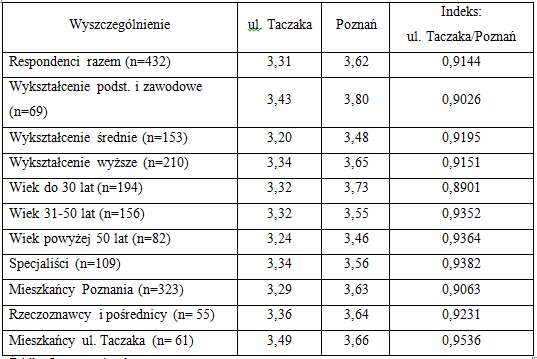 Wyszczególnienie ul. Taczaka Poznań Indeks:
ul. Taczaka/Poznań
Respondenci razem (n=432) 3,31 3,62 0,9144
Wykształcenie podst. i zawodowe
(n=69) 3,43 3,80 0,9026
Wykształcenie średnie (n=153) 3,20 3,48 0,9195
Wykształcenie wyższe (n=210) 3,34 3,65 0,9151
Wiek do 30 lat (n=194) 3,32 3,73 0,8901
Wiek 31-50 lat (n=156) 3,32 3,55 0,9352
Wiek powyżej 50 lat (n=82) 3,24 3,46 0,9364
Specjaliści (n=109) 3,34 3,56 0,9382
Mieszkańcy Poznania (n=323) 3,29 3,63 0,9063
Rzeczoznawcy i pośrednicy (n= 55) 3,36 3,64 0,9231
Mieszkańcy ul. Taczaka (n= 61) 3,49 3,66 0,9536